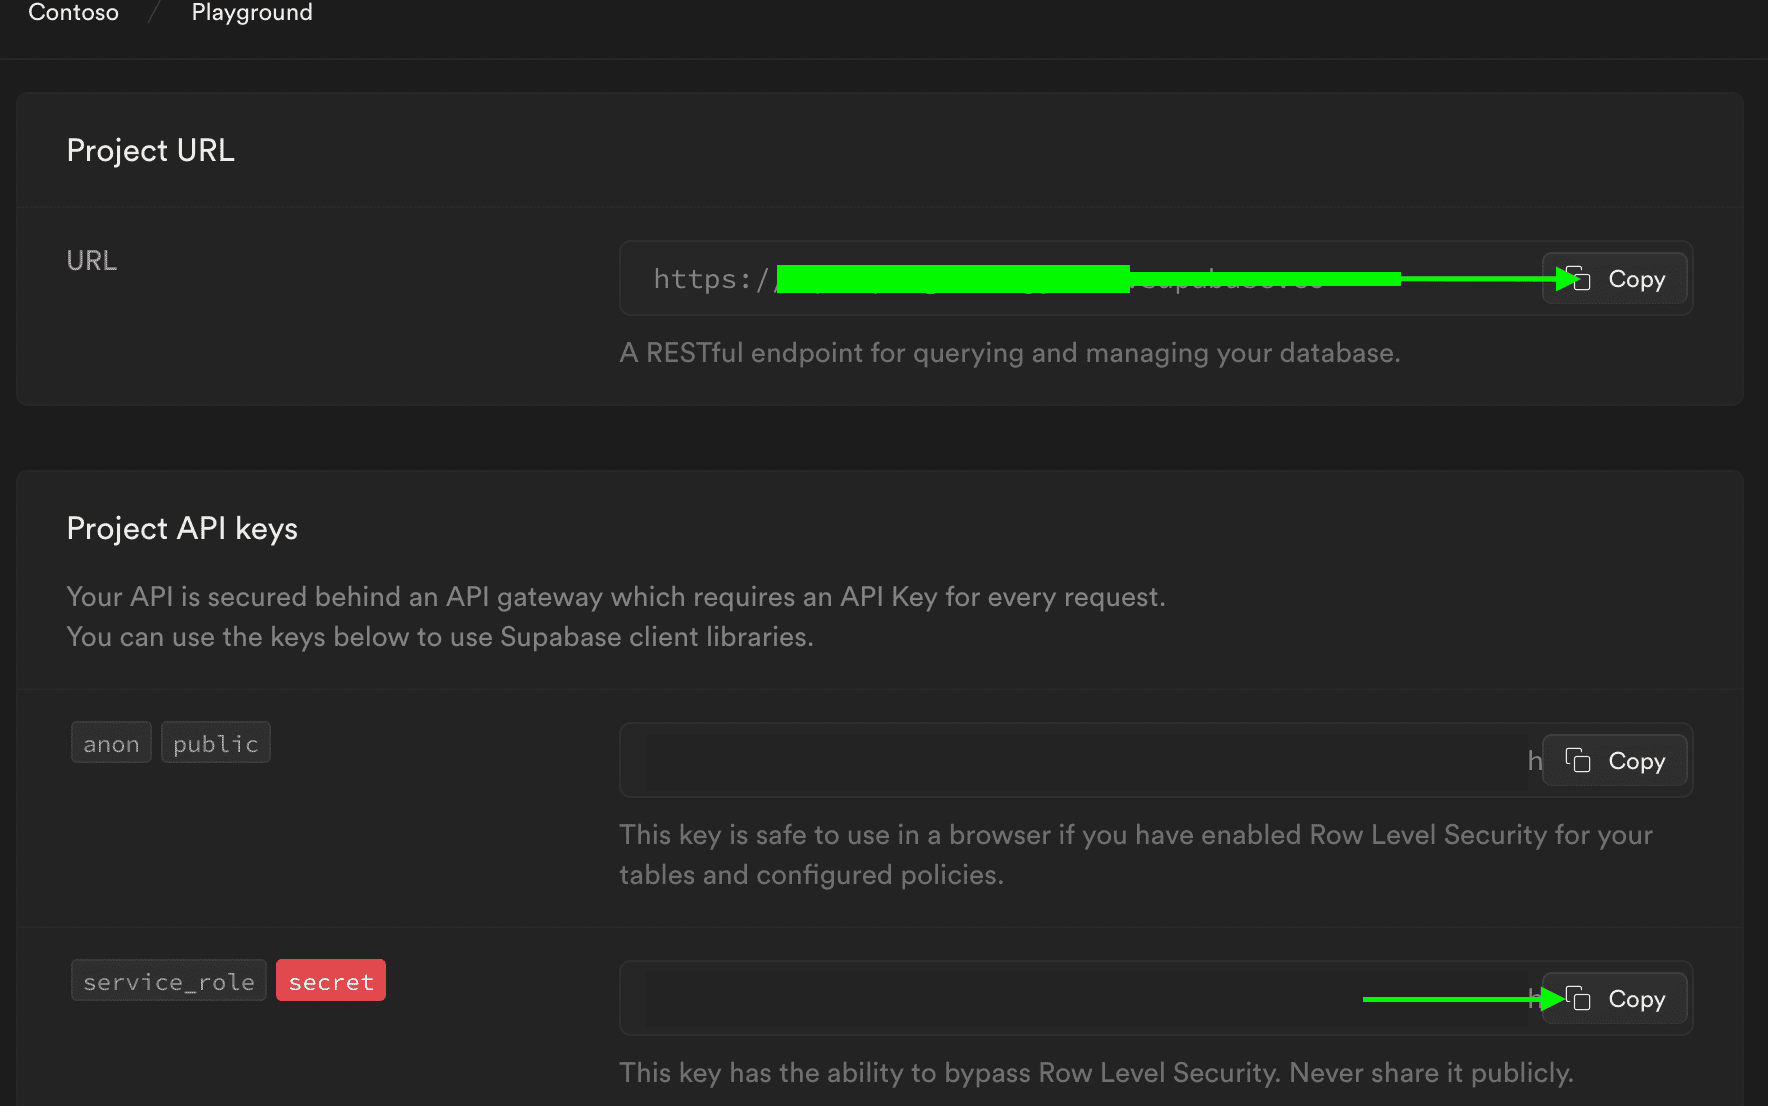 Contoso / Playground
Project URL
URL
https:/
Copy
A RESTful endpoint for querying and managing your database.
Project API keys
Your API is secured behind an API gateway which requires an API Key for every request.
You can use the keys below to use Supabase client libraries.
anon public
h
Copy
This key is safe to use in a browser if you have enabled Row Level Security for your
tables and configured policies.
service_role secret
Copy
This key has the ability to bypass Row Level Security. Never share it publicly.